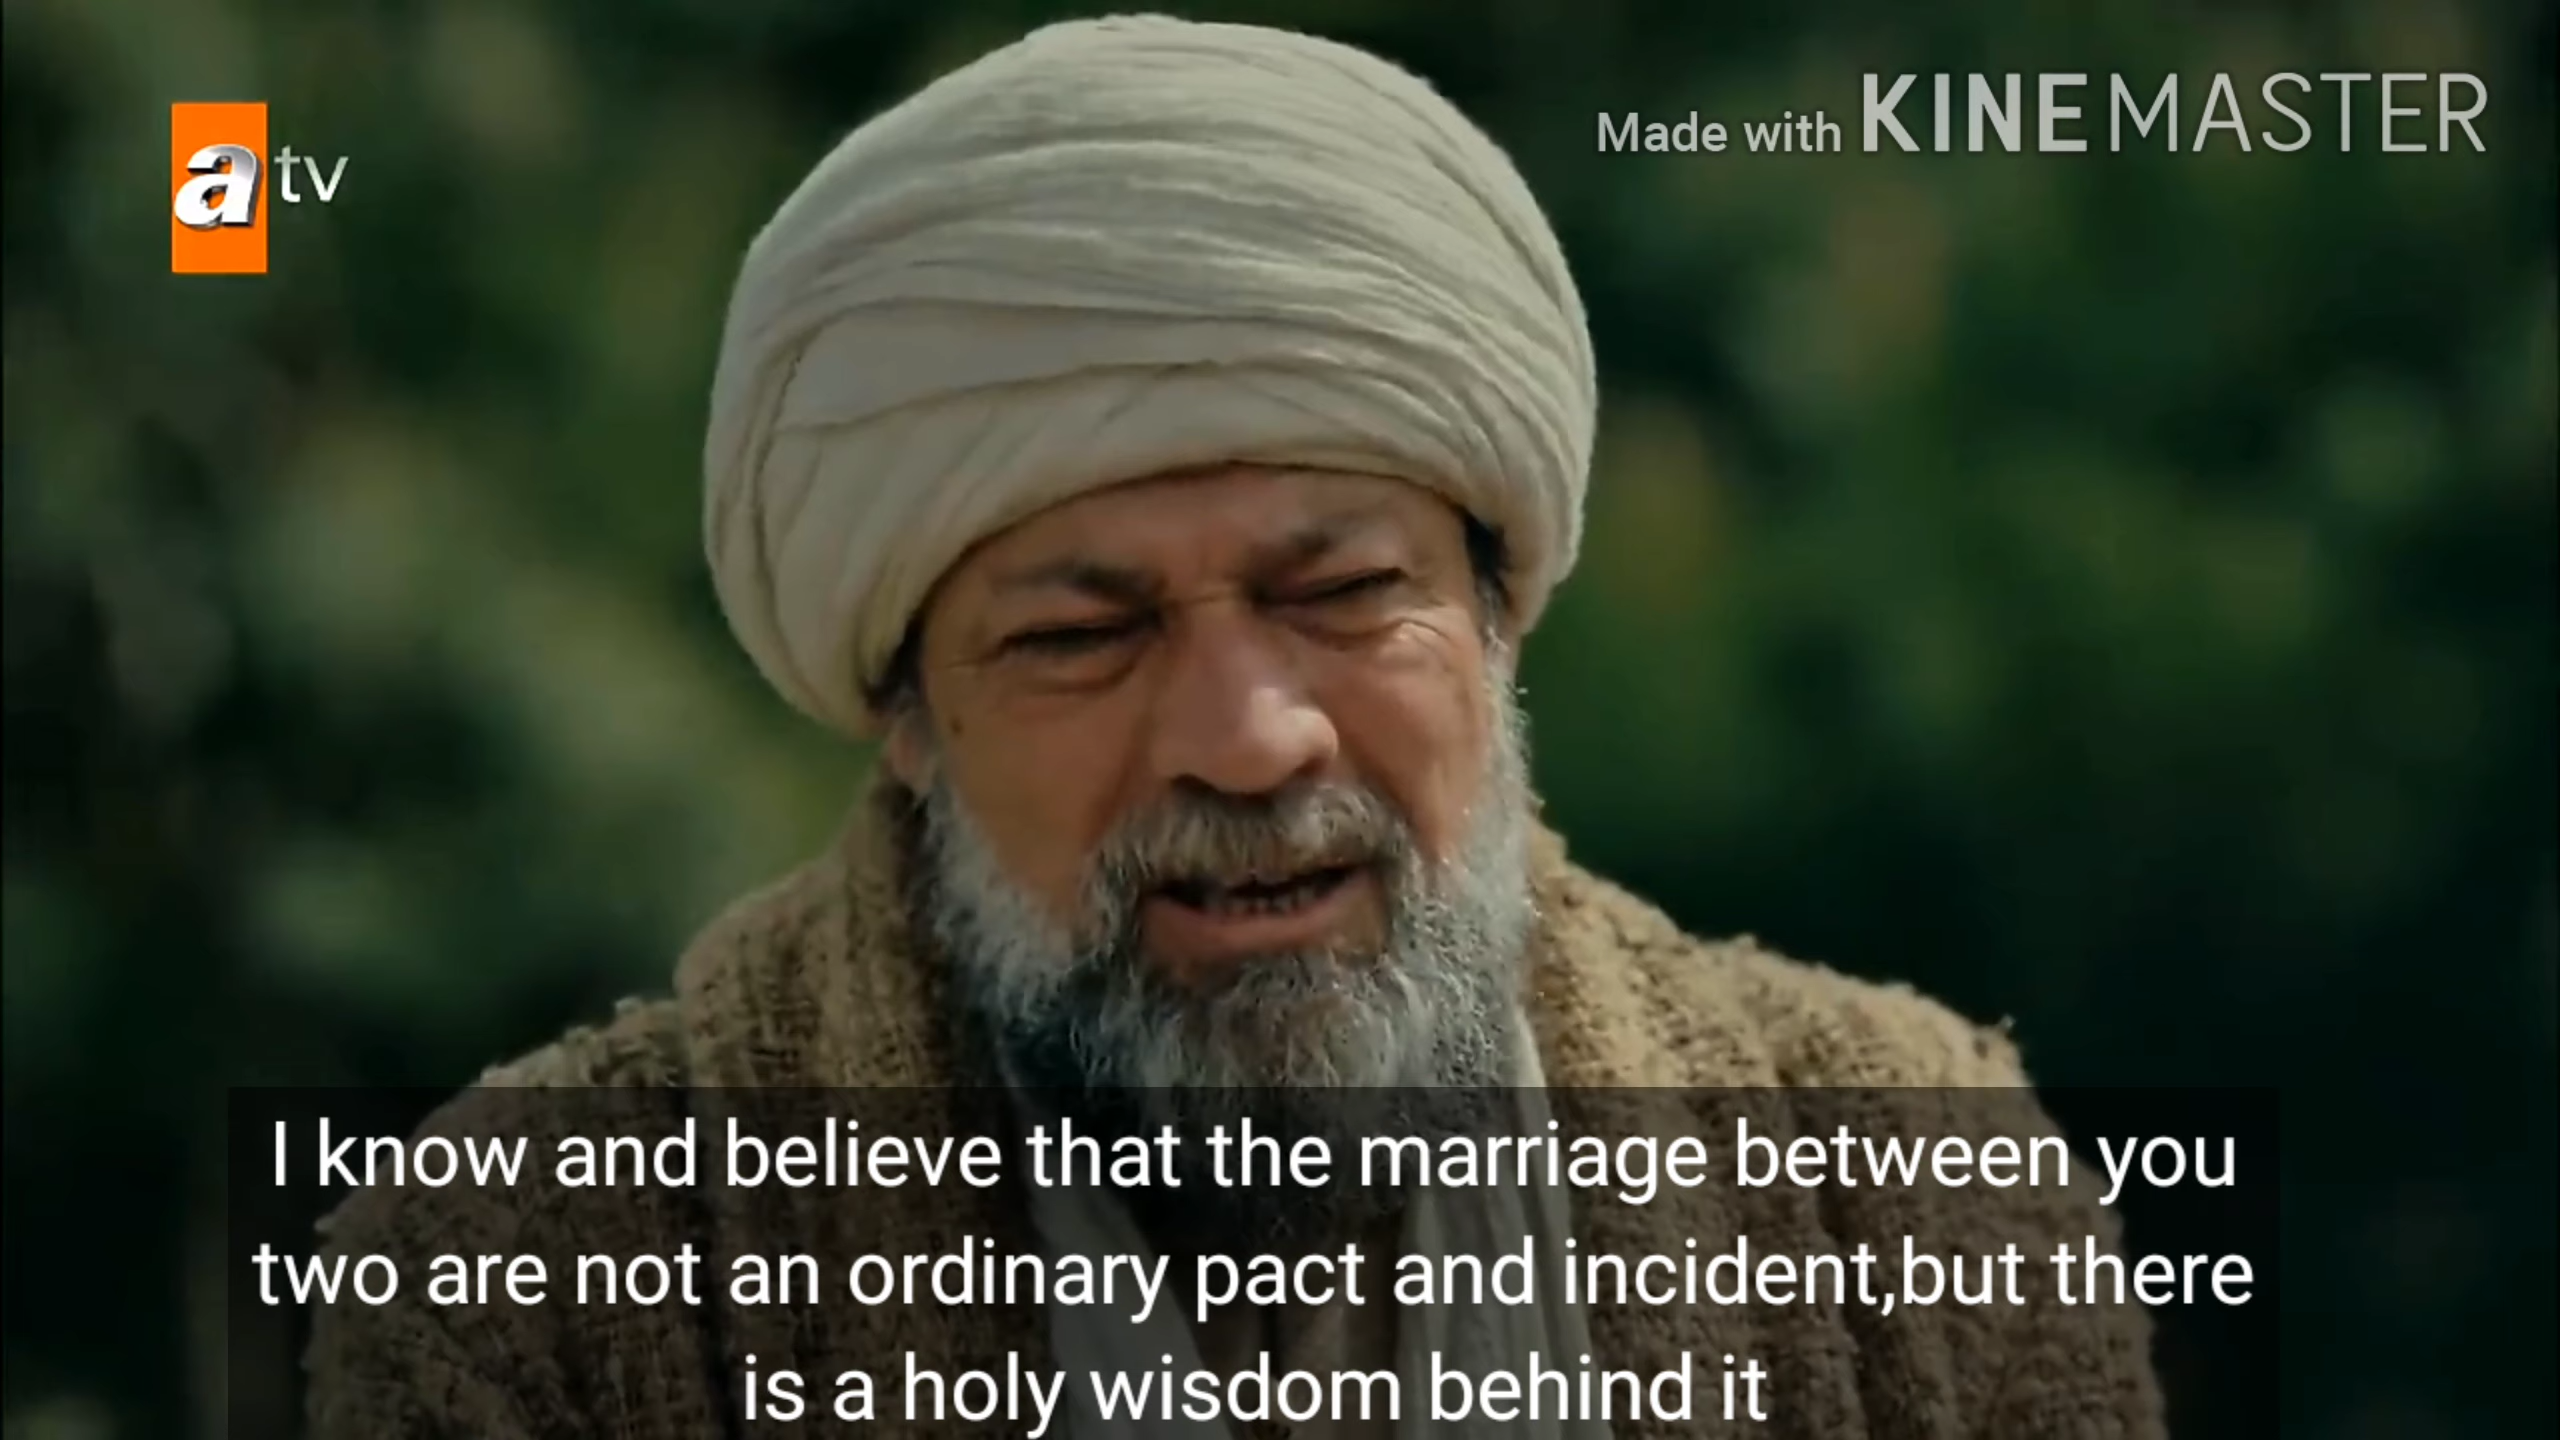 a tv
Made with KINEMASTER
I know and believe that the marriage between you
two are not an ordinary pact and incident,but there
is a holy wisdom behind it